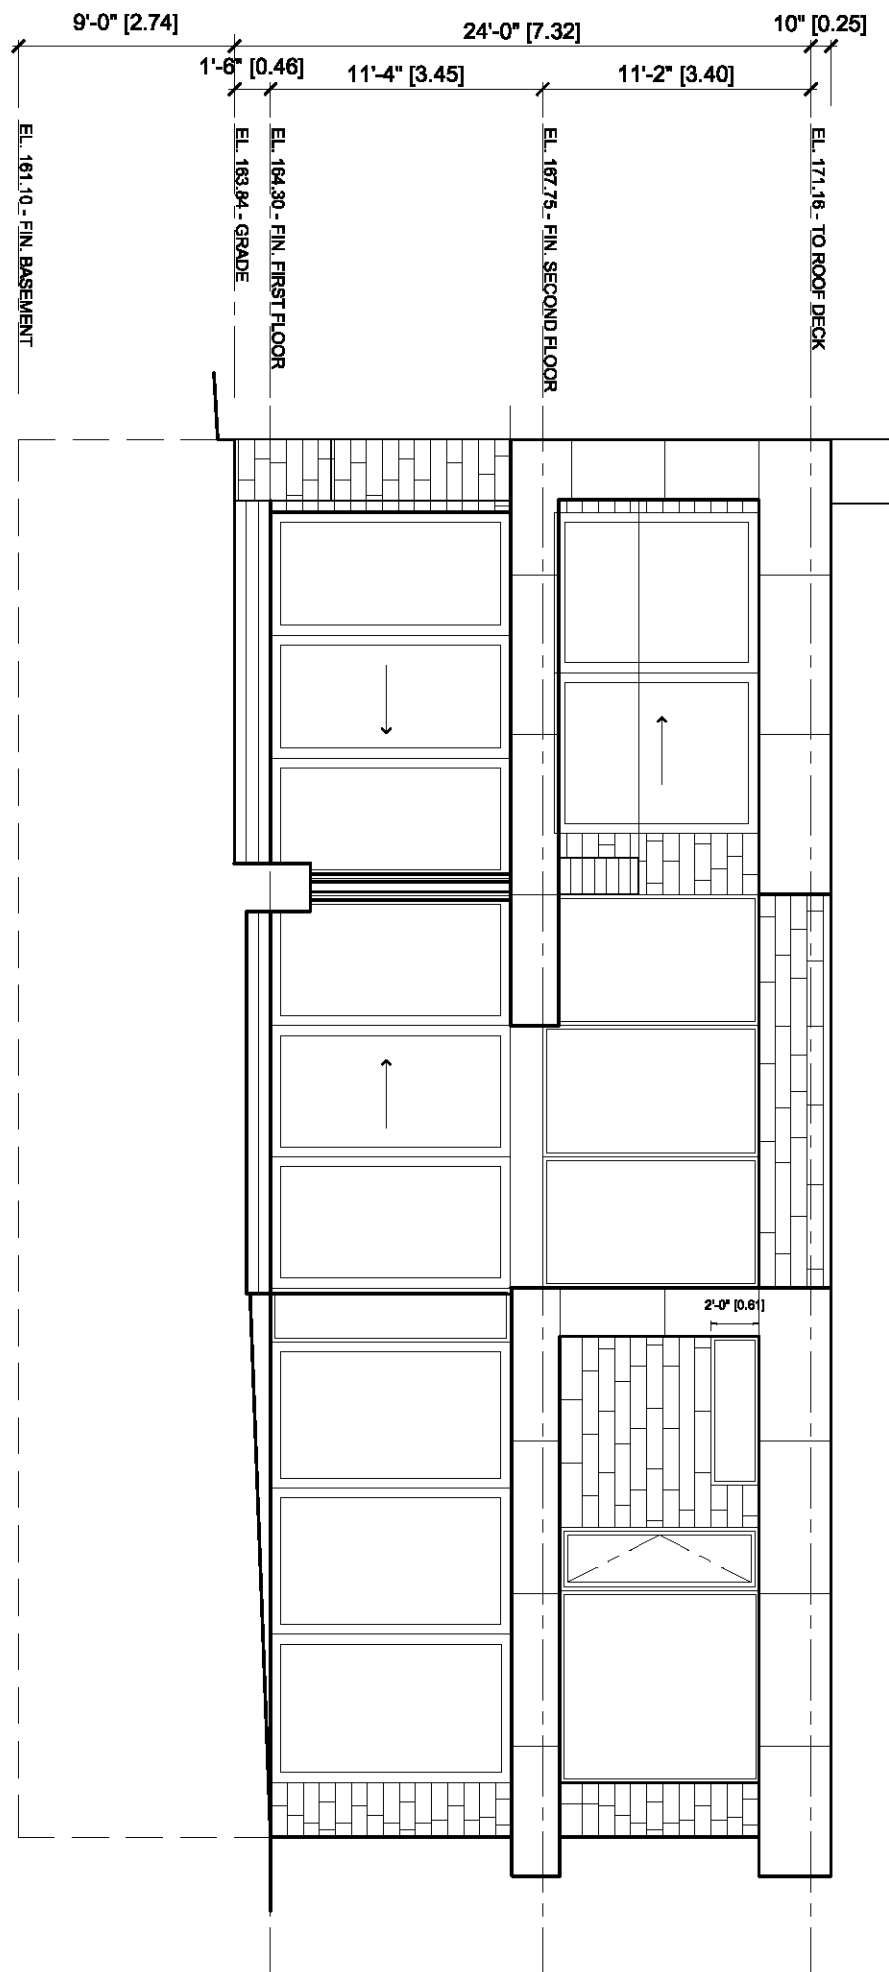 9'-0" [2.74]
24'-0" [7.32]
10" [0.25]
1'-6" [0.46]
11'-4" [3.45]
11'-2" [3.40]
EL. 161.10 - FIN. BASEMENT
EL. 163.84 - GRADE
EL. 164.30 - FIN. FIRST FLOOR
EL. 167.75 - FIN. SECOND FLOOR
EL. 171.16 - TO ROOF DECK
2'-0" [0.61]